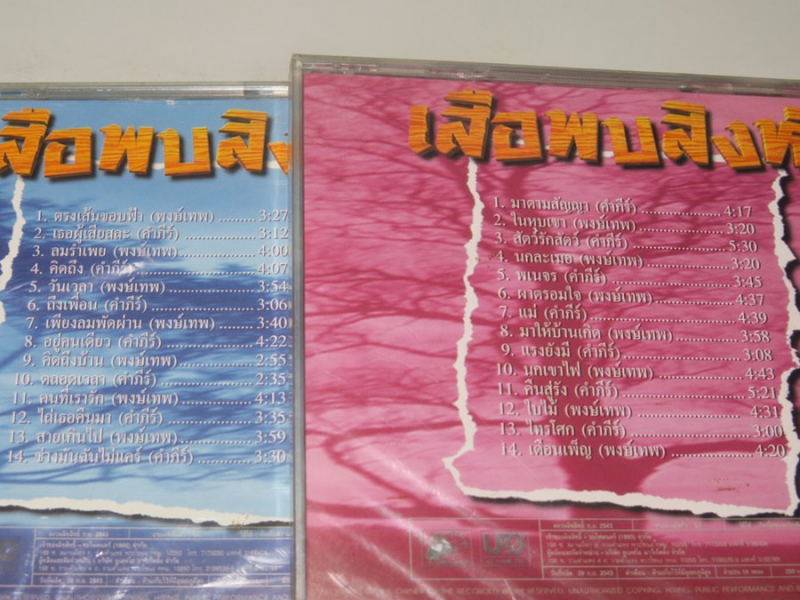 สือพบสิง
1. ตรงเส้นขอบฟ้า (พงษ์เทพ) ......... 3:27
2. เธอผู้เสียสละ (คำภีร์) ............ 3:12
3. ลมรำเพย (พงษ์เทพ) ............ 4:00
4. คิดถึง (คำภีร์) ............ 4:07
5. วันเวลา (พงษ์เทพ) ............ 3:54
6. ถึงเพื่อน (คำภีร์) ............ 3:06
7. เพียงลมพัดผ่าน (พงษ์เทพ) ........ 3:40
8. อยู่คนเดียว (คำภีร์) ............ 4:22
9. คิดถึงบ้าน (พงษ์เทพ) ............ 2:55
10. ตลอดเวลา (คำภีร์) ............ 2:35
11. คนที่เรารัก (พงษ์เทพ) ............ 4:13
12. ไถ่เธอคืนมา (คำภีร์) ............ 3:35
13. สายเกินไป (พงษ์เทพ) ............ 3:59
14. ช่างมันฉันไม่แคร์ (คำภีร์) ........ 3:30
เสือพบสิงห์
1. มาตามสัญญา (คำภีร์) ............ 4:17
2. ในหุบเขา (พงษ์เทพ) ............ 3:20
3. สัตว์รักสัตว์ (คำภีร์) ............ 5:30
4. นกละเมอ (พงษ์เทพ) ............ 3:20
5. พเนจร (คำภีร์) ............ 3:45
6. ผาตรอมใจ (พงษ์เทพ) ............ 4:37
7. แม่ (คำภีร์) ............ 4:39
8. มาให้บ้านเกิด (พงษ์เทพ) ............ 3:58
9. แรงยังมี (คำภีร์) ............ 3:08
10. นกเขาไฟ (พงษ์เทพ) ............ 4:43
11. คืนสู่รัง (คำภีร์) ............ 5:21
12. ใบไม้ (พงษ์เทพ) ............ 4:31
13. ไทรโศก (คำภีร์) ............ 3:00
14. เดือนเพ็ญ (พงษ์เทพ) ............ 4:20